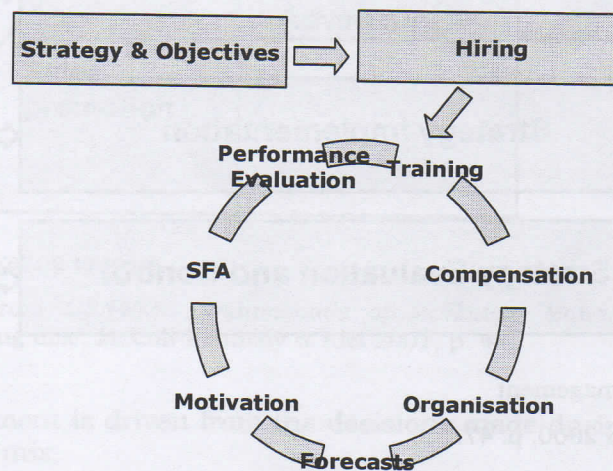 Strategy & Objectives
Hiring
Performance
Evaluation
Training
SFA
Compensation
Motivation
Organisation
Forecasts